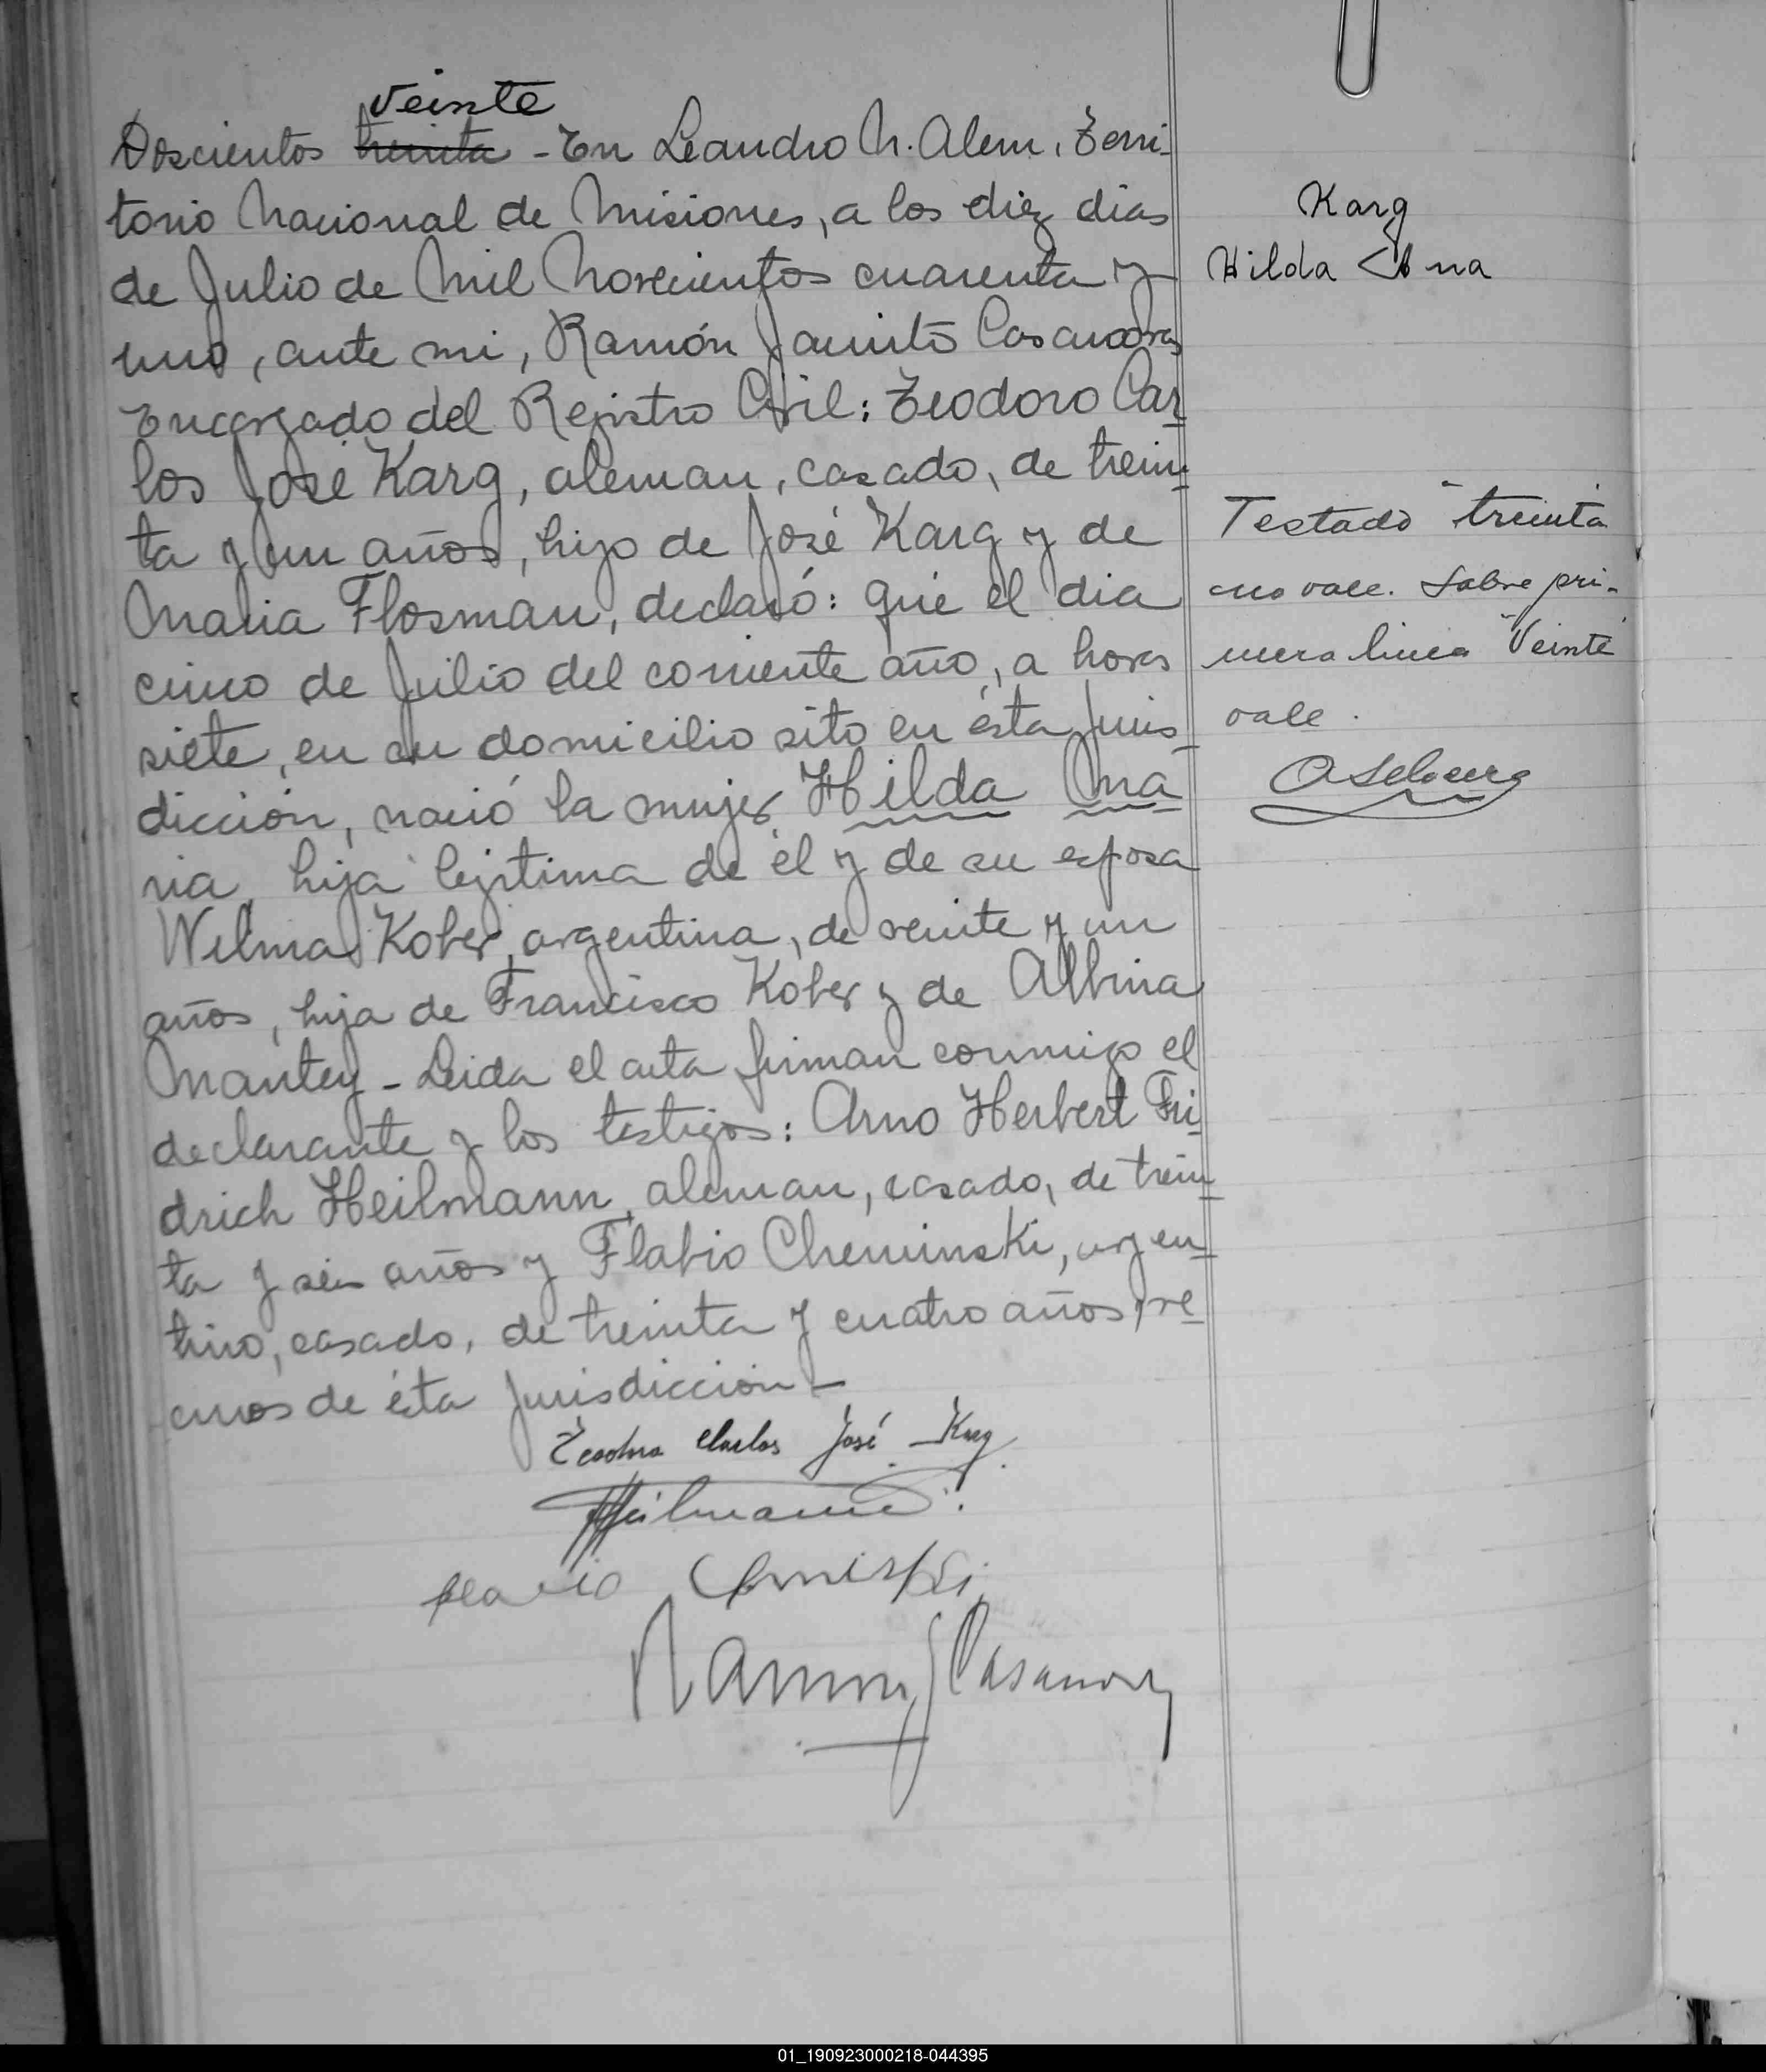 Veinte
Doscientos treinta - En Leandro N. Alem, Terri-
torio Nacional de Misiones, a los diez dias
de Julio de Mil Novecientos cuarenta y
uno, ante mi, Ramón Jacinto Casanovas
Encargado del Registro Civil: Teodoro Car-
los José Karg, aleman, casado, de trein-
ta y un años, hijo de José Karg y de
Maria Flosman, declaró: que el dia
cinco de Julio del corriente año, a horas
siete, en su domicilio sito en ésta Juris-
dicción, nació la mujer Hilda Ma
ria, hija legitima de él y de su esposa
Wilma Kober, argentina, de veinte y un
años, hija de Francisco Kober y de Albina
Mantey - Leida el acta firman conmigo el
declarante y los testigos: Arno Herbert Fri-
drich Heilmann, aleman, casado, de trein-
ta y seis años y Flabio Cheminski, argen-
tino, casado, de treinta y cuatro años, ve-
cinos de ésta Jurisdicción -
Teodoro Carlos José Karg
Heilmann
Ramon J Casanovas
Karg
Hilda Ana
Testado "treinta
no vale. Sobre pri-
mera linea "Veinte"
vale.
01_190923000218-044395